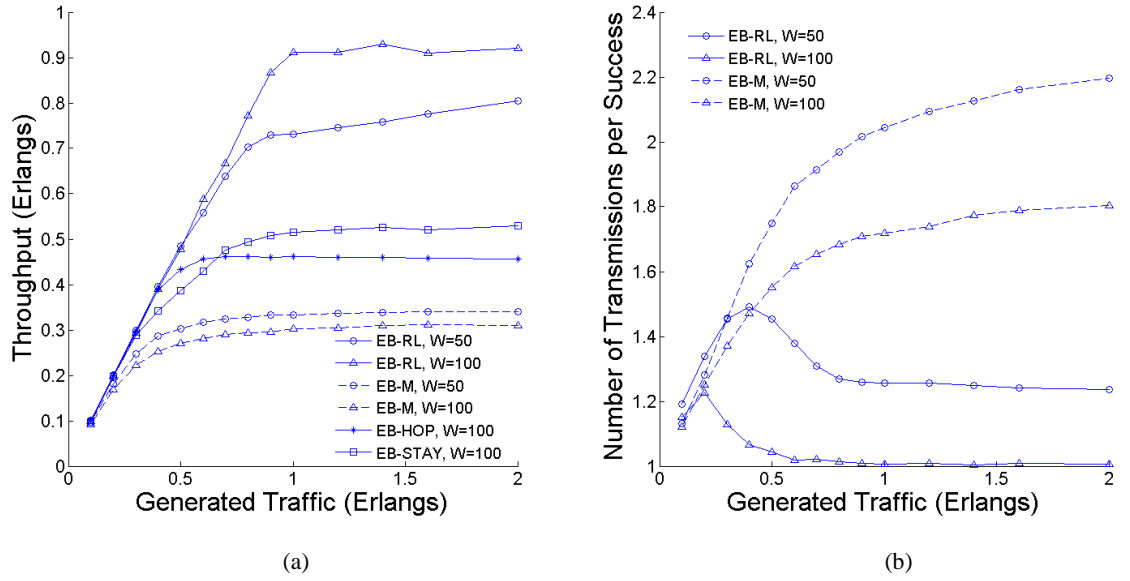 1
0.9
0.8
0.7
0.6
0.5
0.4
0.3
0.2
0.1
0
Throughput (Erlangs)
EB-RL, W=50
EB-RL, W=100
EB-M, W=50
EB-M, W=100
EB-HOP, W=100
EB-STAY, W=100
0 0.5 1 1.5 2
Generated Traffic (Erlangs)
(a)
2.4
2.2
2
1.8
1.6
1.4
1.2
1
Number of Transmissions per Success
EB-RL, W=50
EB-RL, W=100
EB-M, W=50
EB-M, W=100
0 0.5 1 1.5 2
Generated Traffic (Erlangs)
(b)